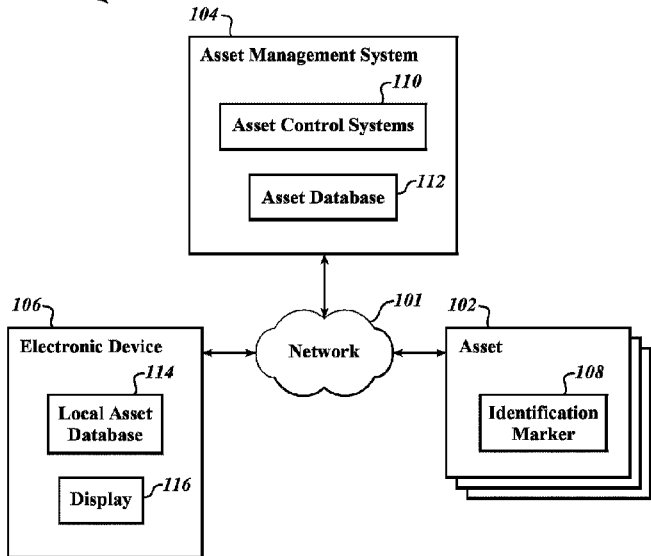 104
Asset Management System
110
Asset Control Systems
112
Asset Database
106
101
102
Electronic Device
Network
Asset
114
108
Local Asset
Database
Identification
Marker
116
Display